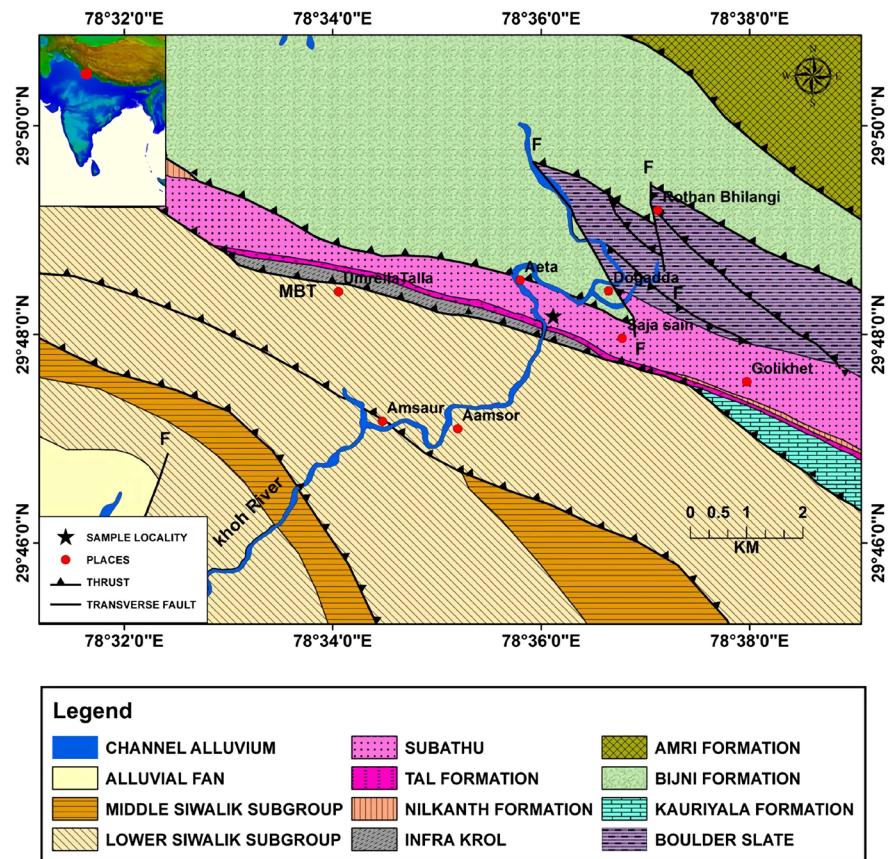 78°32'0"E 78°34'0"E 78°36'0"E 78°38'0"E
N
W E
S
29°50'0"N 29°50'0"N
F
F
Rothan Bhilangi
Aeta
UmreilaTalla
Dogadda
MBT
F
29°48'0"N 29°48'0"N
Saja sain
F
Golikhet
Amsaur
Aamsor
F
khoh River
0 0.5 1 2
KM
29°46'0"N 29°46'0"N
SAMPLE LOCALITY
PLACES
THRUST
TRANSVERSE FAULT
78°32'0"E 78°34'0"E 78°36'0"E 78°38'0"E
Legend
CHANNEL ALLUVIUM SUBATHU AMRI FORMATION
ALLUVIAL FAN TAL FORMATION BIJNI FORMATION
MIDDLE SIWALIK SUBGROUP NILKANTH FORMATION KAURIYALA FORMATION
LOWER SIWALIK SUBGROUP INFRA KROL BOULDER SLATE